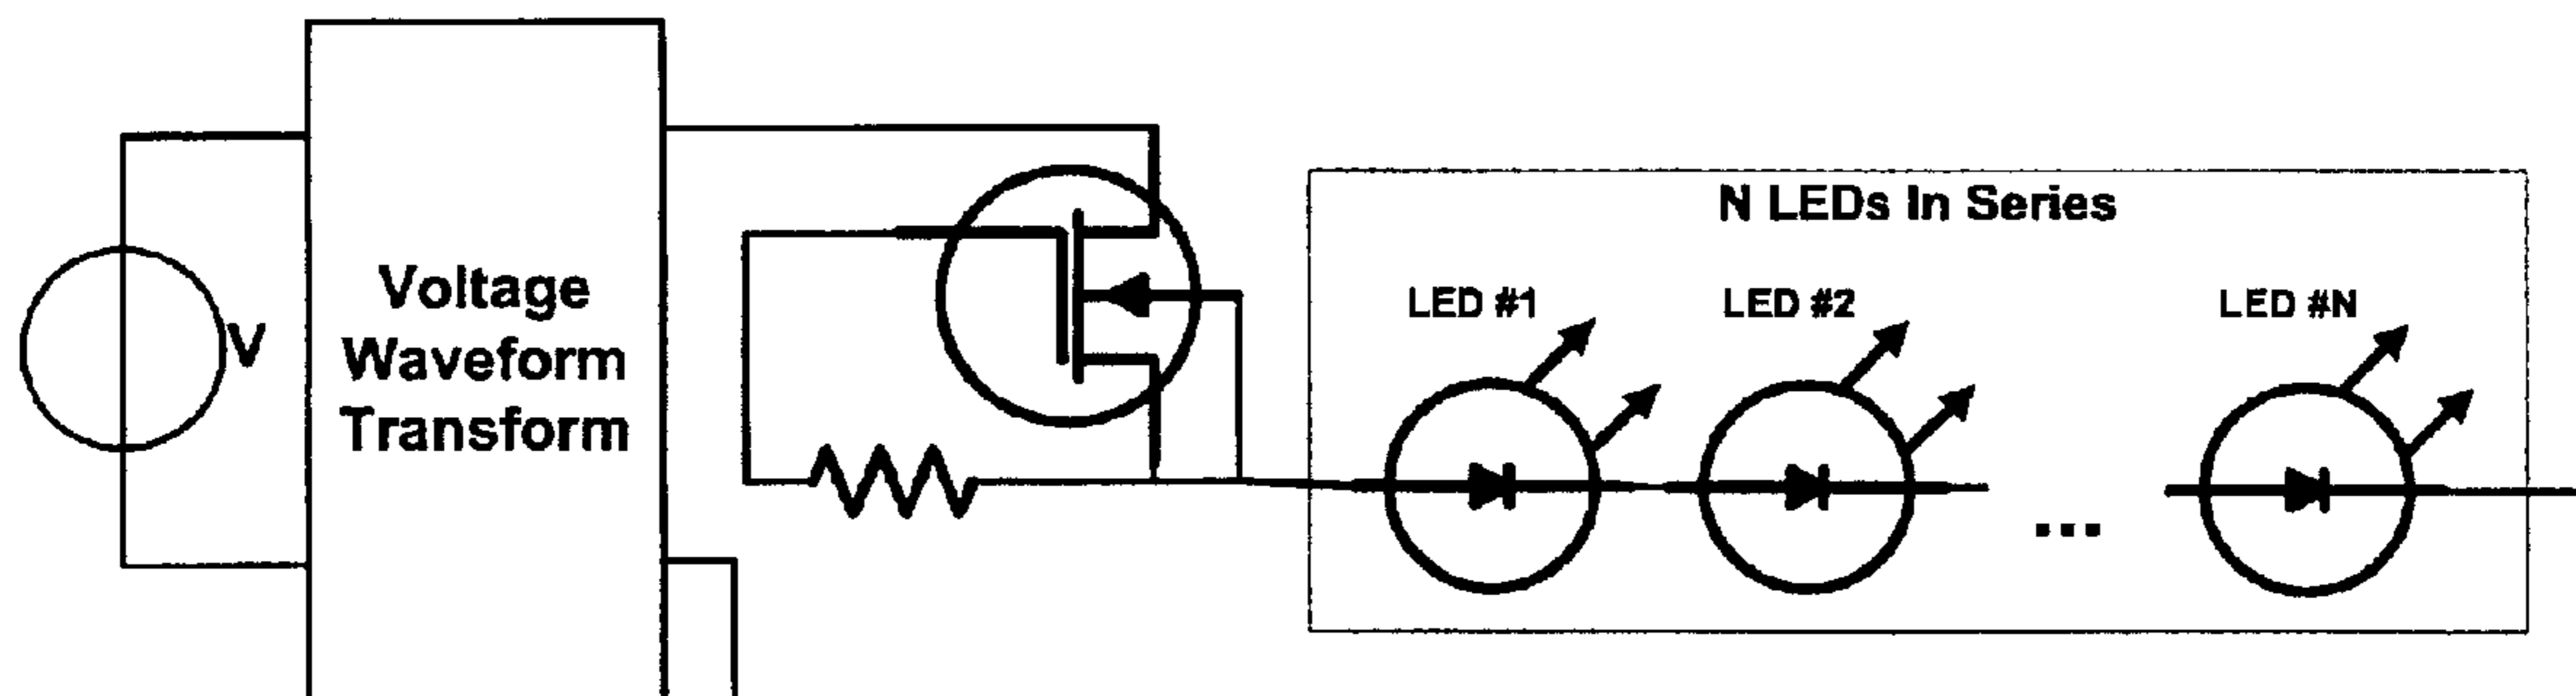 V
Voltage
Waveform
Transform
N LEDs In Series
LED #1
LED #2
LED #N
...